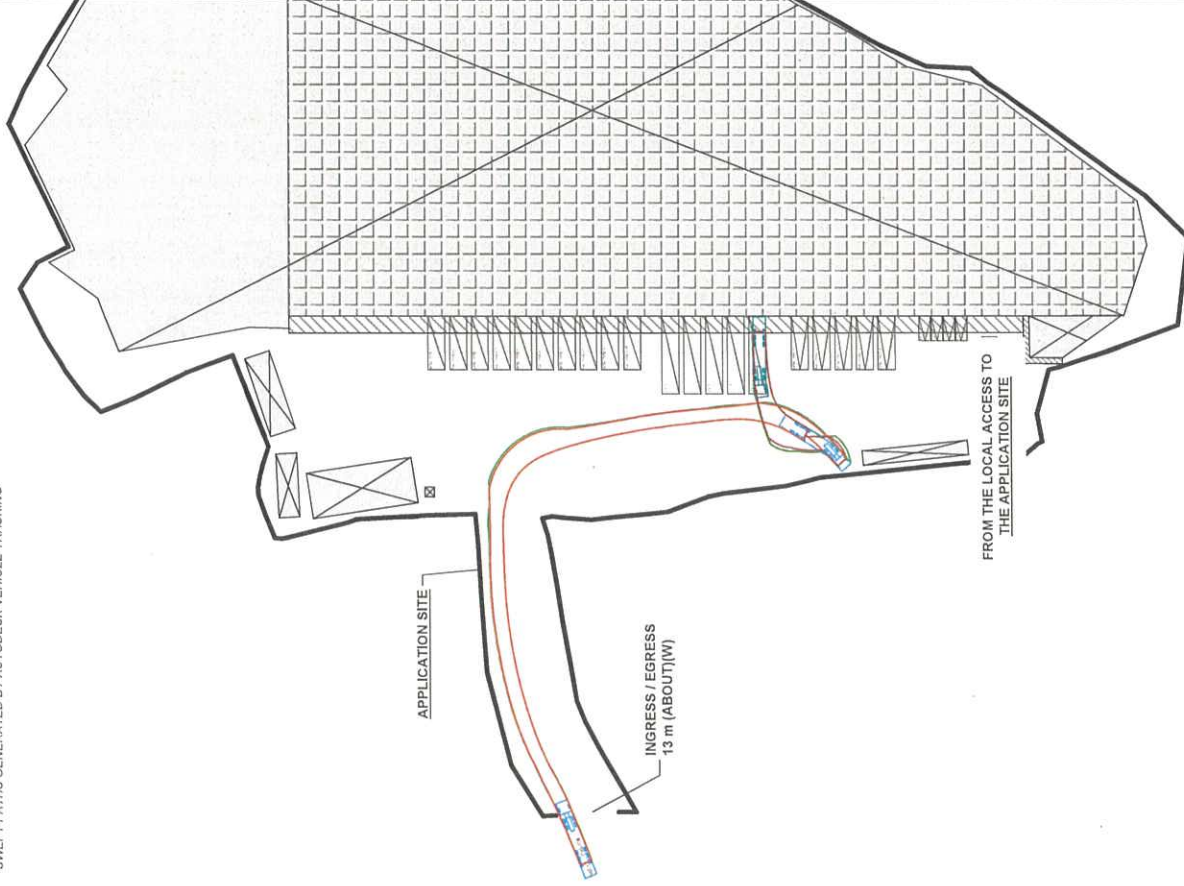 APPLICATION SITE
INGRESS / EGRESS
13 m (ABOUT)(W)
FROM THE LOCAL ACCESS TO
THE APPLICATION SITE